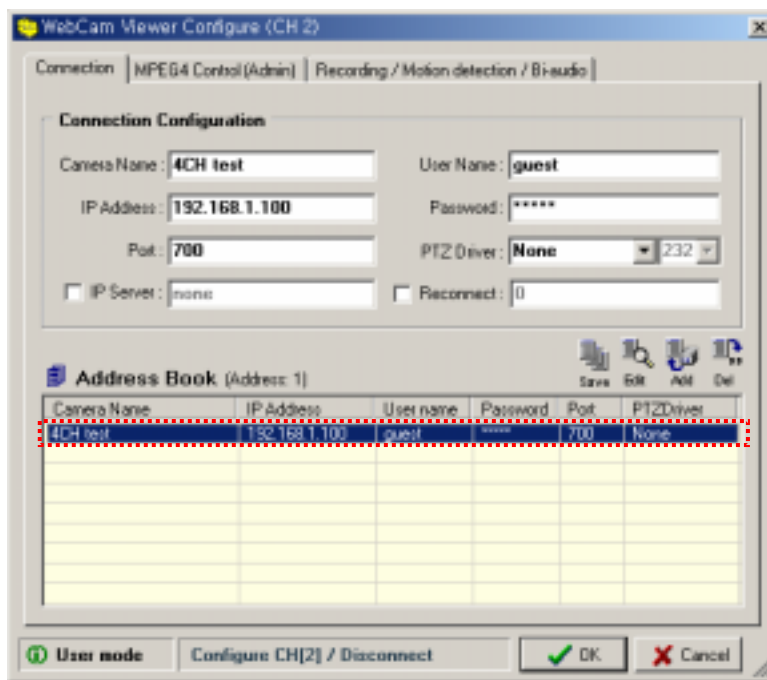 WebCam Viewer Configure (CH 2)
Connection MPEG4 Control(Admin) Recording / Motion detection / Bi-audio
Connection Configuration
Camera Name : 4CH test User Name : guest
IP Address : 192.168.1.100 Password : *****
Port : 700 PTZ Driver : None 232
IP Server : none Reconnect : 0
Address Book (Address: 1) Save Edit Add Del
Camera Name IP Address User name Password Port PTZDriver
4CH test 192.168.1.100 guest ***** 700 None
User mode Configure CH[2] / Disconnect OK Cancel